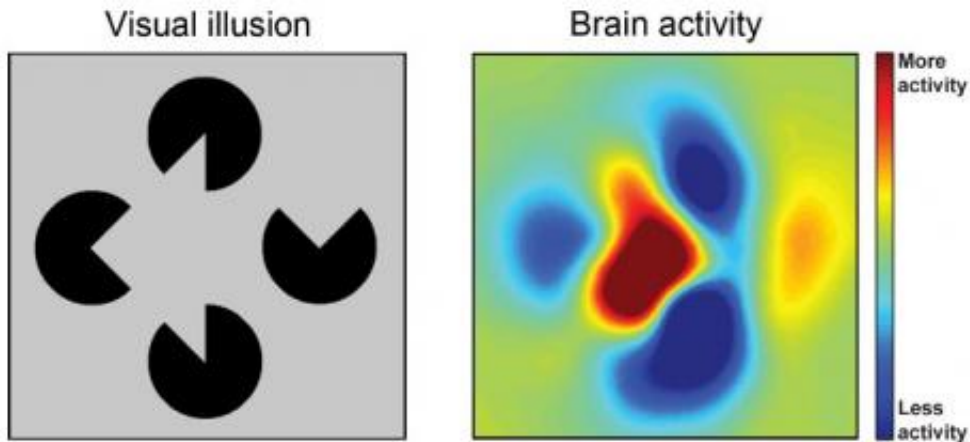 Visual illusion
Brain activity
More
activity
Less
activity